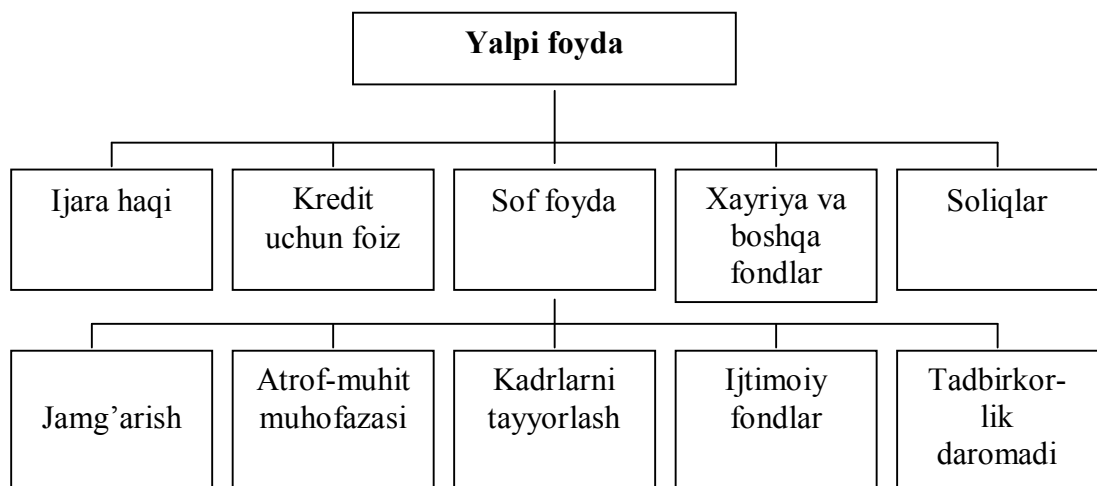 Yalpi foyda
Ijara haqi
Kredit
uchun foiz
Sof foyda
Xayriya va
boshqa
fondlar
Soliqlar
Jamg’arish
Atrof-muhit
muhofazasi
Kadrlarni
tayyorlash
Ijtimoiy
fondlar
Tadbirkor-
lik
daromadi